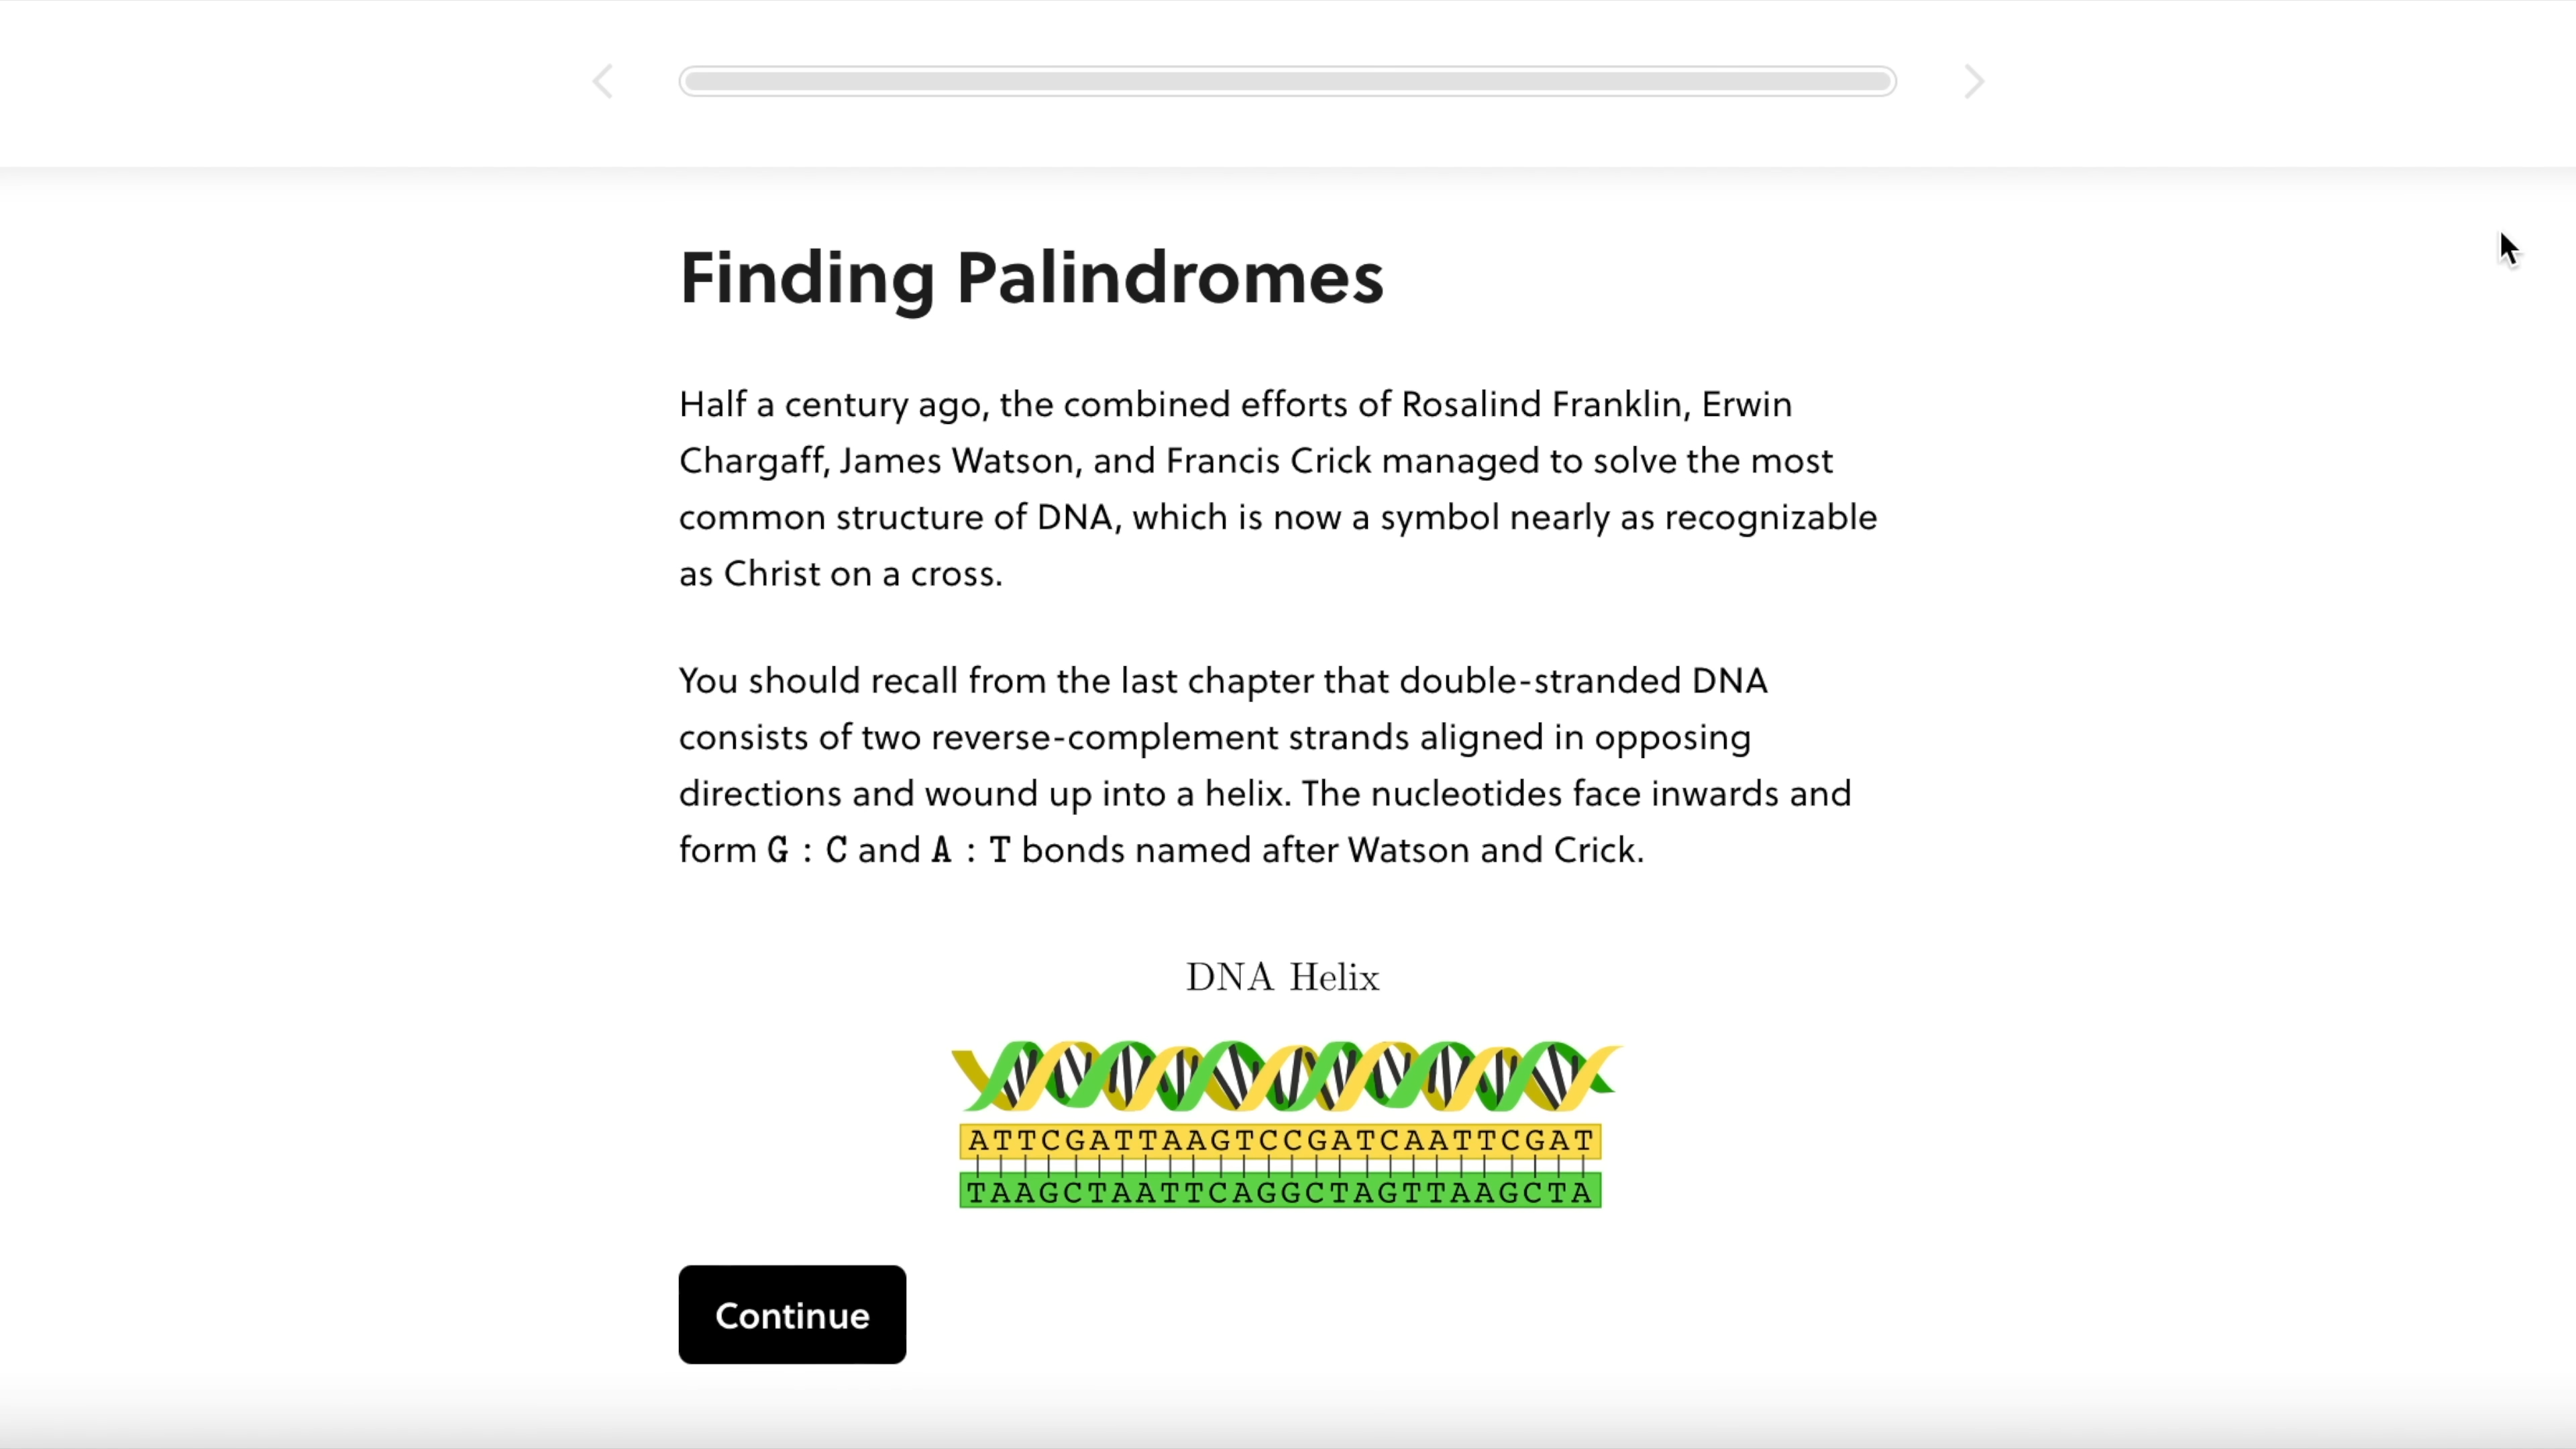 Finding Palindromes
Half a century ago, the combined efforts of Rosalind Franklin, Erwin
Chargaff, James Watson, and Francis Crick managed to solve the most
common structure of DNA, which is now a symbol nearly as recognizable
as Christ on a cross.
You should recall from the last chapter that double-stranded DNA
consists of two reverse-complement strands aligned in opposing
directions and wound up into a helix. The nucleotides face inwards and
form G : C and A : T bonds named after Watson and Crick.
DNA Helix
ATTCGATTAAGTCCGATCAATTCGAT
TAAGCTAATTCAGGCTAGTTAAGCTA
Continue